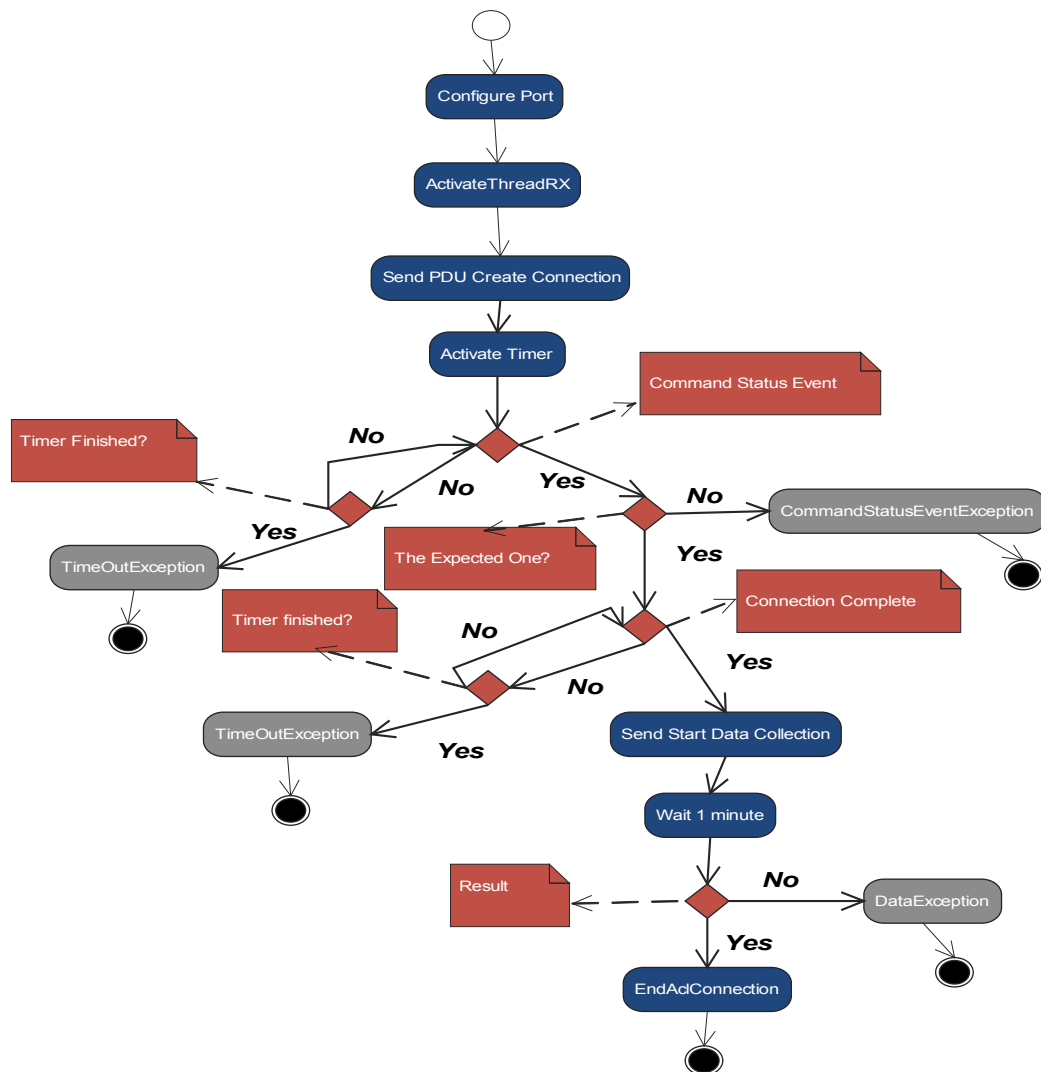 Configure Port
ActivateThreadRX
Send PDU Create Connection
Activate Timer
Command Status Event
Timer Finished?
No
No
Yes
No
CommandStatusEventException
Yes
The Expected One?
Yes
TimeOutException
Timer finished?
No
Connection Complete
Yes
No
TimeOutException
Yes
Send Start Data Collection
Wait 1 minute
Result
No
DataException
Yes
EndAclConnection